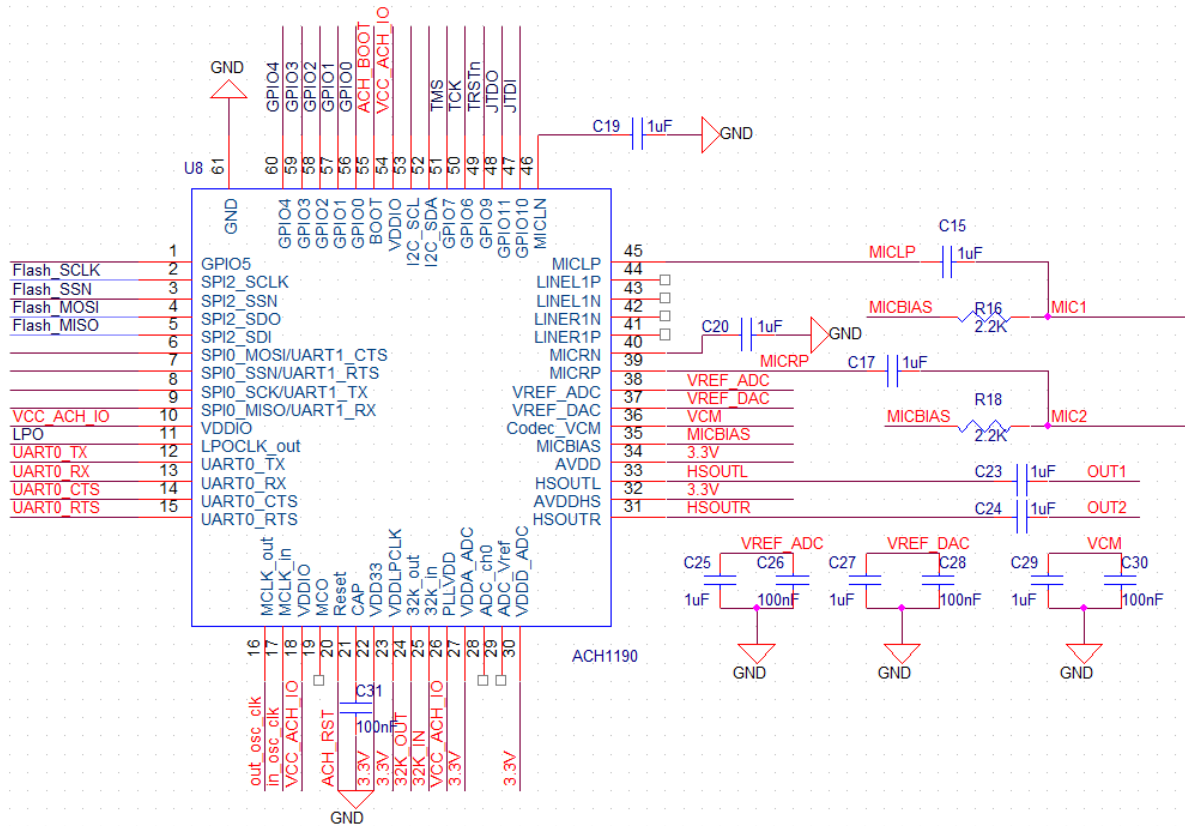 GND
GPIO4
GPIO3
GPIO2
GPIO1
GPIO0
ACH_BOOT
VCC_ACH_IO
TMS
TCK
TRSTn
JTDO
JTDI
C19
1uF
GND
U8
61
60
59
58
57
56
55
54
53
52
51
50
49
48
47
46
GND
GPIO4
GPIO3
GPIO2
GPIO1
GPIO0
BOOT
VDDIO
I2C_SCL
I2C_SDA
GPIO7
GPIO6
GPIO9
GPIO11
GPIO10
MICLN
1 GPIO5
Flash_SCLK 2 SPI2_SCLK
Flash_SSN 3 SPI2_SSN
Flash_MOSI 4 SPI2_SDO
Flash_MISO 5 SPI2_SDI
6 SPI0_MOSI/UART1_CTS
7 SPI0_SSN/UART1_RTS
8 SPI0_SCK/UART1_TX
9 SPI0_MISO/UART1_RX
VCC_ACH_IO 10 VDDIO
LPO 11 LPOCLK_out
UART0_TX 12 UART0_TX
UART0_RX 13 UART0_RX
UART0_CTS 14 UART0_CTS
UART0_RTS 15 UART0_RTS
MICLP 45 MICLP
LINEL1P 44
LINEL1N 43
LINER1N 42
LINER1P 41
MICRN 40
MICRP 39 MICRP
VREF_ADC 38 VREF_ADC
VREF_DAC 37 VREF_DAC
Codec_VCM 36 VCM
MICBIAS 35 MICBIAS
AVDD 34 3.3V
HSOUTL 33 HSOUTL
AVDDHS 32 3.3V
HSOUTR 31 HSOUTR
C15
1uF
MICBIAS
R16
2.2K
MIC1
C20
1uF
GND
C17
1uF
MICBIAS
R18
2.2K
MIC2
C23
1uF
OUT1
C24
1uF
OUT2
VREF_ADC
C25
1uF
C26
100nF
GND
VREF_DAC
C27
1uF
C28
100nF
GND
VCM
C29
1uF
C30
100nF
GND
MCLK_out
MCLK_in
VDDIO
MCO
Reset
CAP
VDD33
VDDLPCLK
32k_out
32k_in
PLLVDD
VDDA_ADC
ADC_ch0
ADC_Vref
VDDD_ADC
16
17
18
19
20
21
22
23
24
25
26
27
28
29
30
ACH1190
out_osc_clk
in_osc_clk
VCC_ACH_IO
ACH_RST
C31
100nF
3.3V
3.3V
32K_OUT
32K_IN
VCC_ACH_IO
3.3V
3.3V
GND